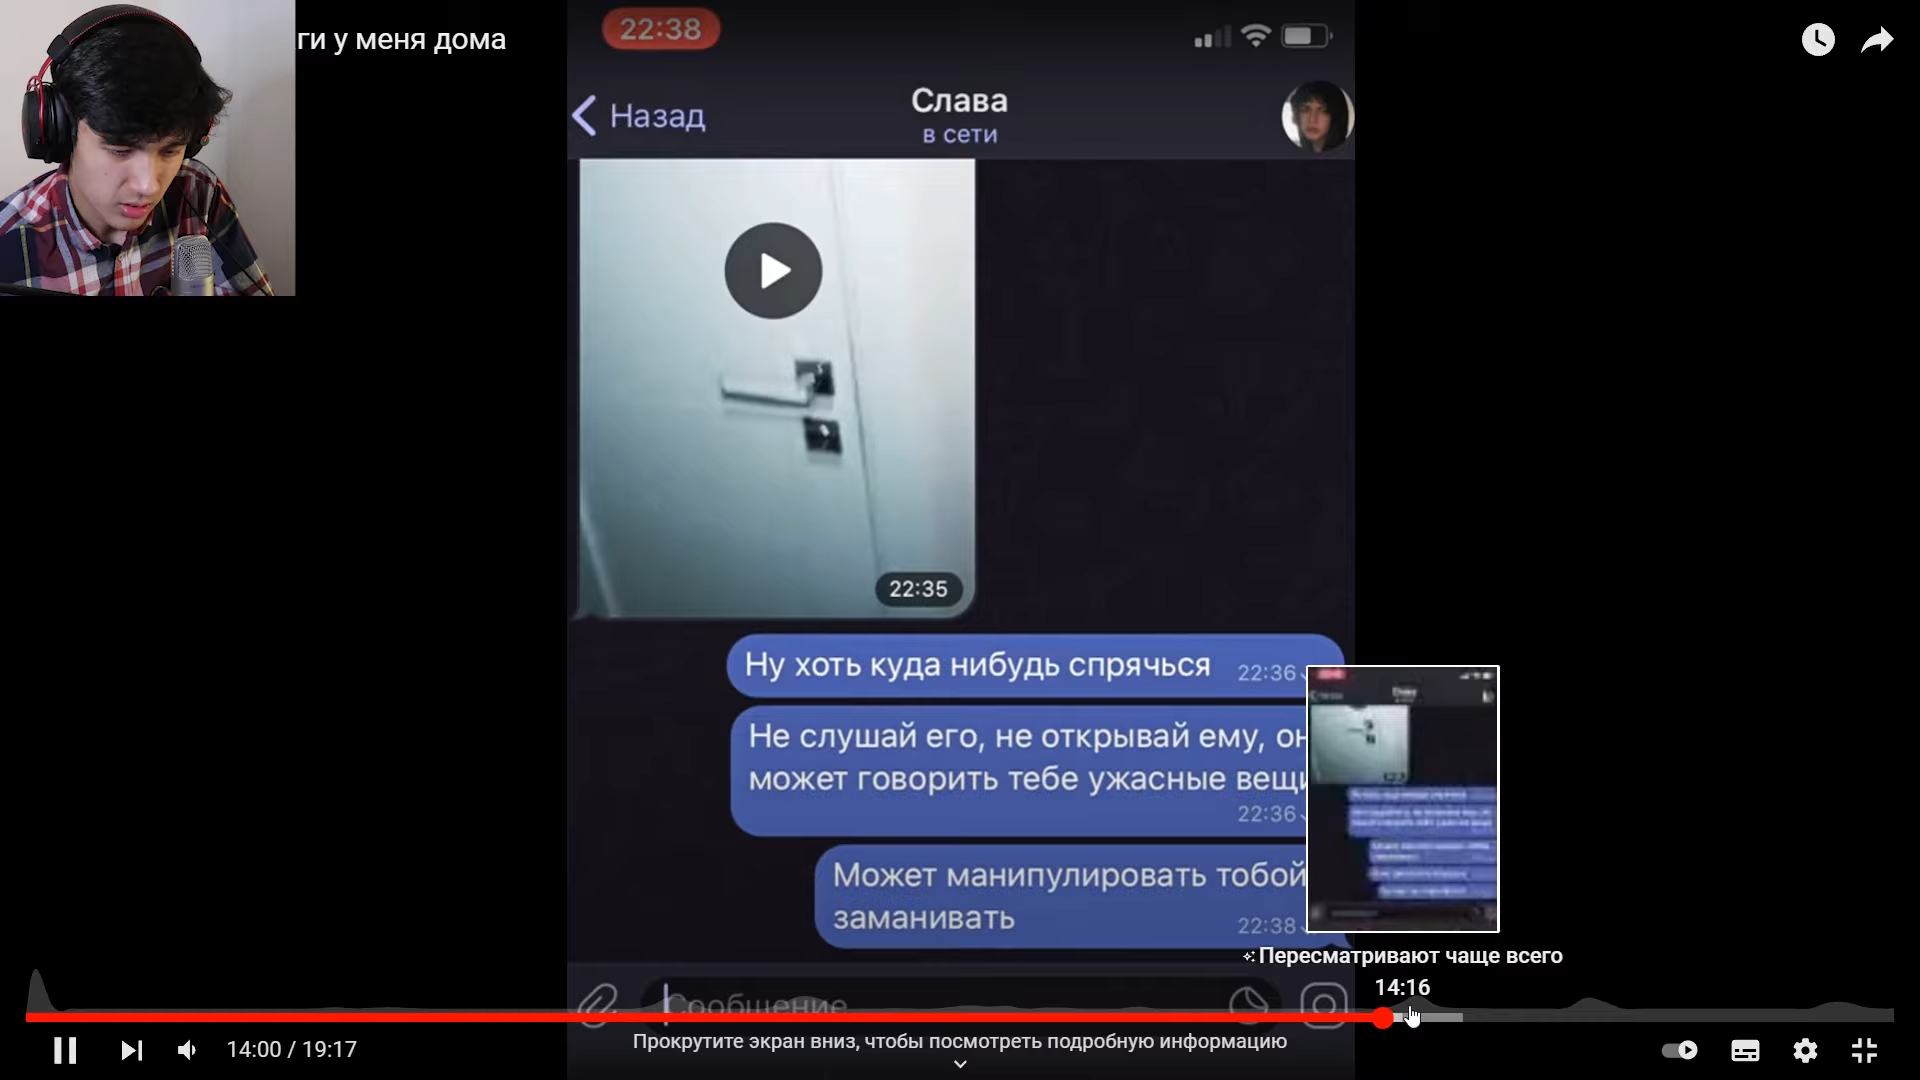 ги у меня дома
22:38
Назад
Слава
в сети
22:35
Ну хоть куда нибудь спрячься 22:36
Не слушай его, не открывай ему, он
может говорить тебе ужасные вещи
22:36
Может манипулировать тобой
заманивать
22:38
Пересматривают чаще всего
14:16
Сообщение
14:00 / 19:17
Прокрутите экран вниз, чтобы посмотреть подробную информацию